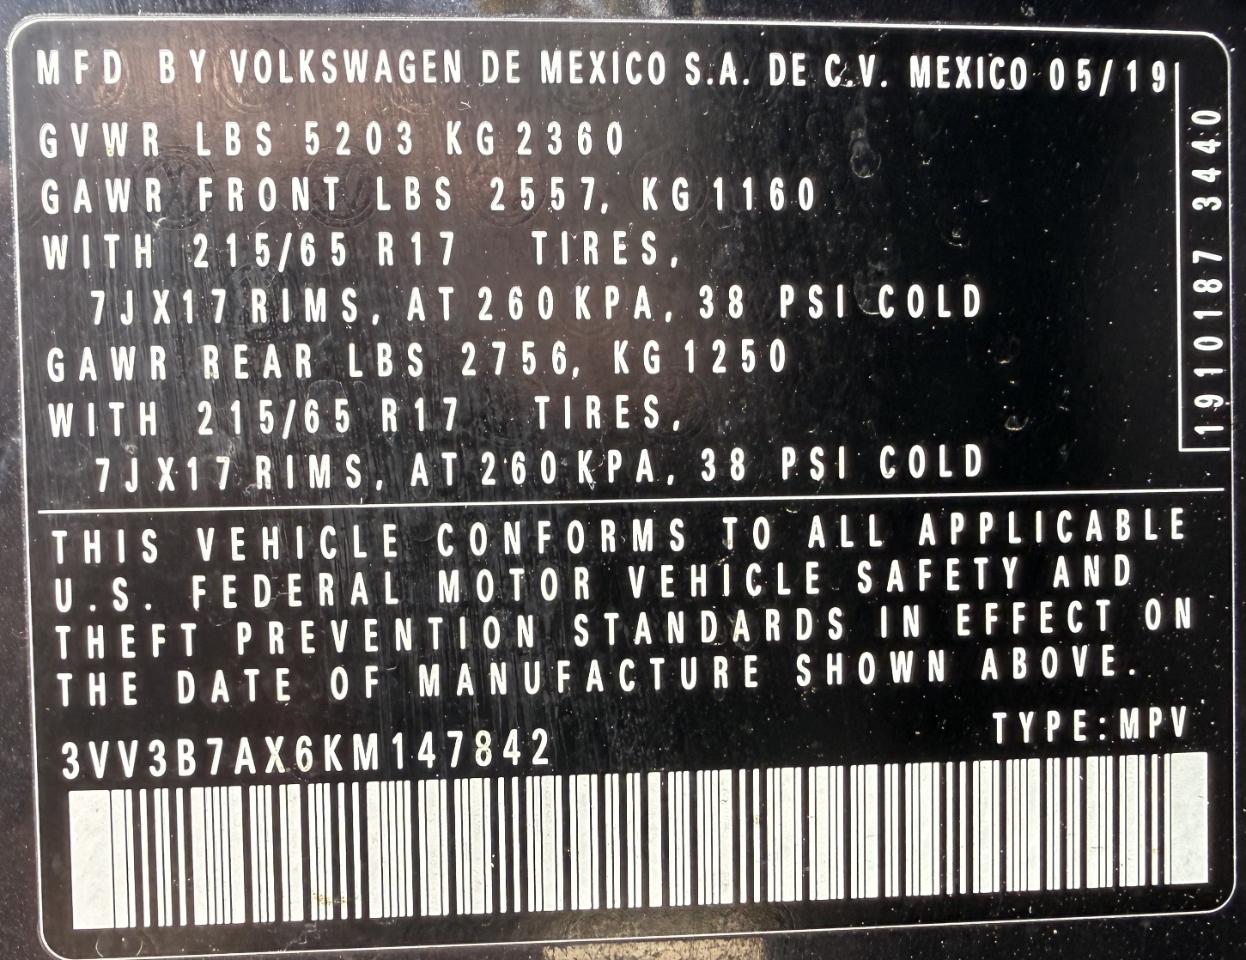 MFD BY VOLKSWAGEN DE MEXICO S.A. DE C.V. MEXICO 05/19
GVWR LBS 5203 KG 2360
GAWR FRONT LBS 2557, KG 1160
WITH 215/65 R17 TIRES,
7JX17 RIMS, AT 260 KPA, 38 PSI COLD
GAWR REAR LBS 2756, KG 1250
WITH 215/65 R17 TIRES,
7JX17 RIMS, AT 260 KPA, 38 PSI COLD
1910187 3440
THIS VEHICLE CONFORMS TO ALL APPLICABLE
U.S. FEDERAL MOTOR VEHICLE SAFETY AND
THEFT PREVENTION STANDARDS IN EFFECT ON
THE DATE OF MANUFACTURE SHOWN ABOVE.
TYPE:MPV
3VV3B7AX6KM147842